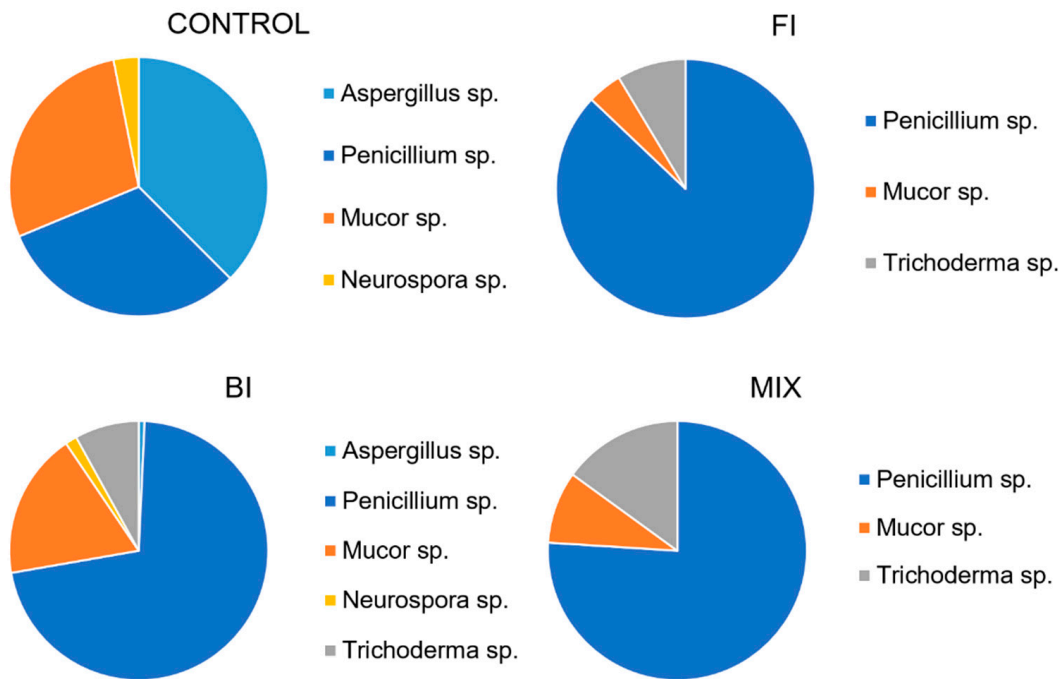 CONTROL
Aspergillus sp.
Penicillium sp.
Mucor sp.
Neurospora sp.
FI
Penicillium sp.
Mucor sp.
Trichoderma sp.
BI
Aspergillus sp.
Penicillium sp.
Mucor sp.
Neurospora sp.
Trichoderma sp.
MIX
Penicillium sp.
Mucor sp.
Trichoderma sp.